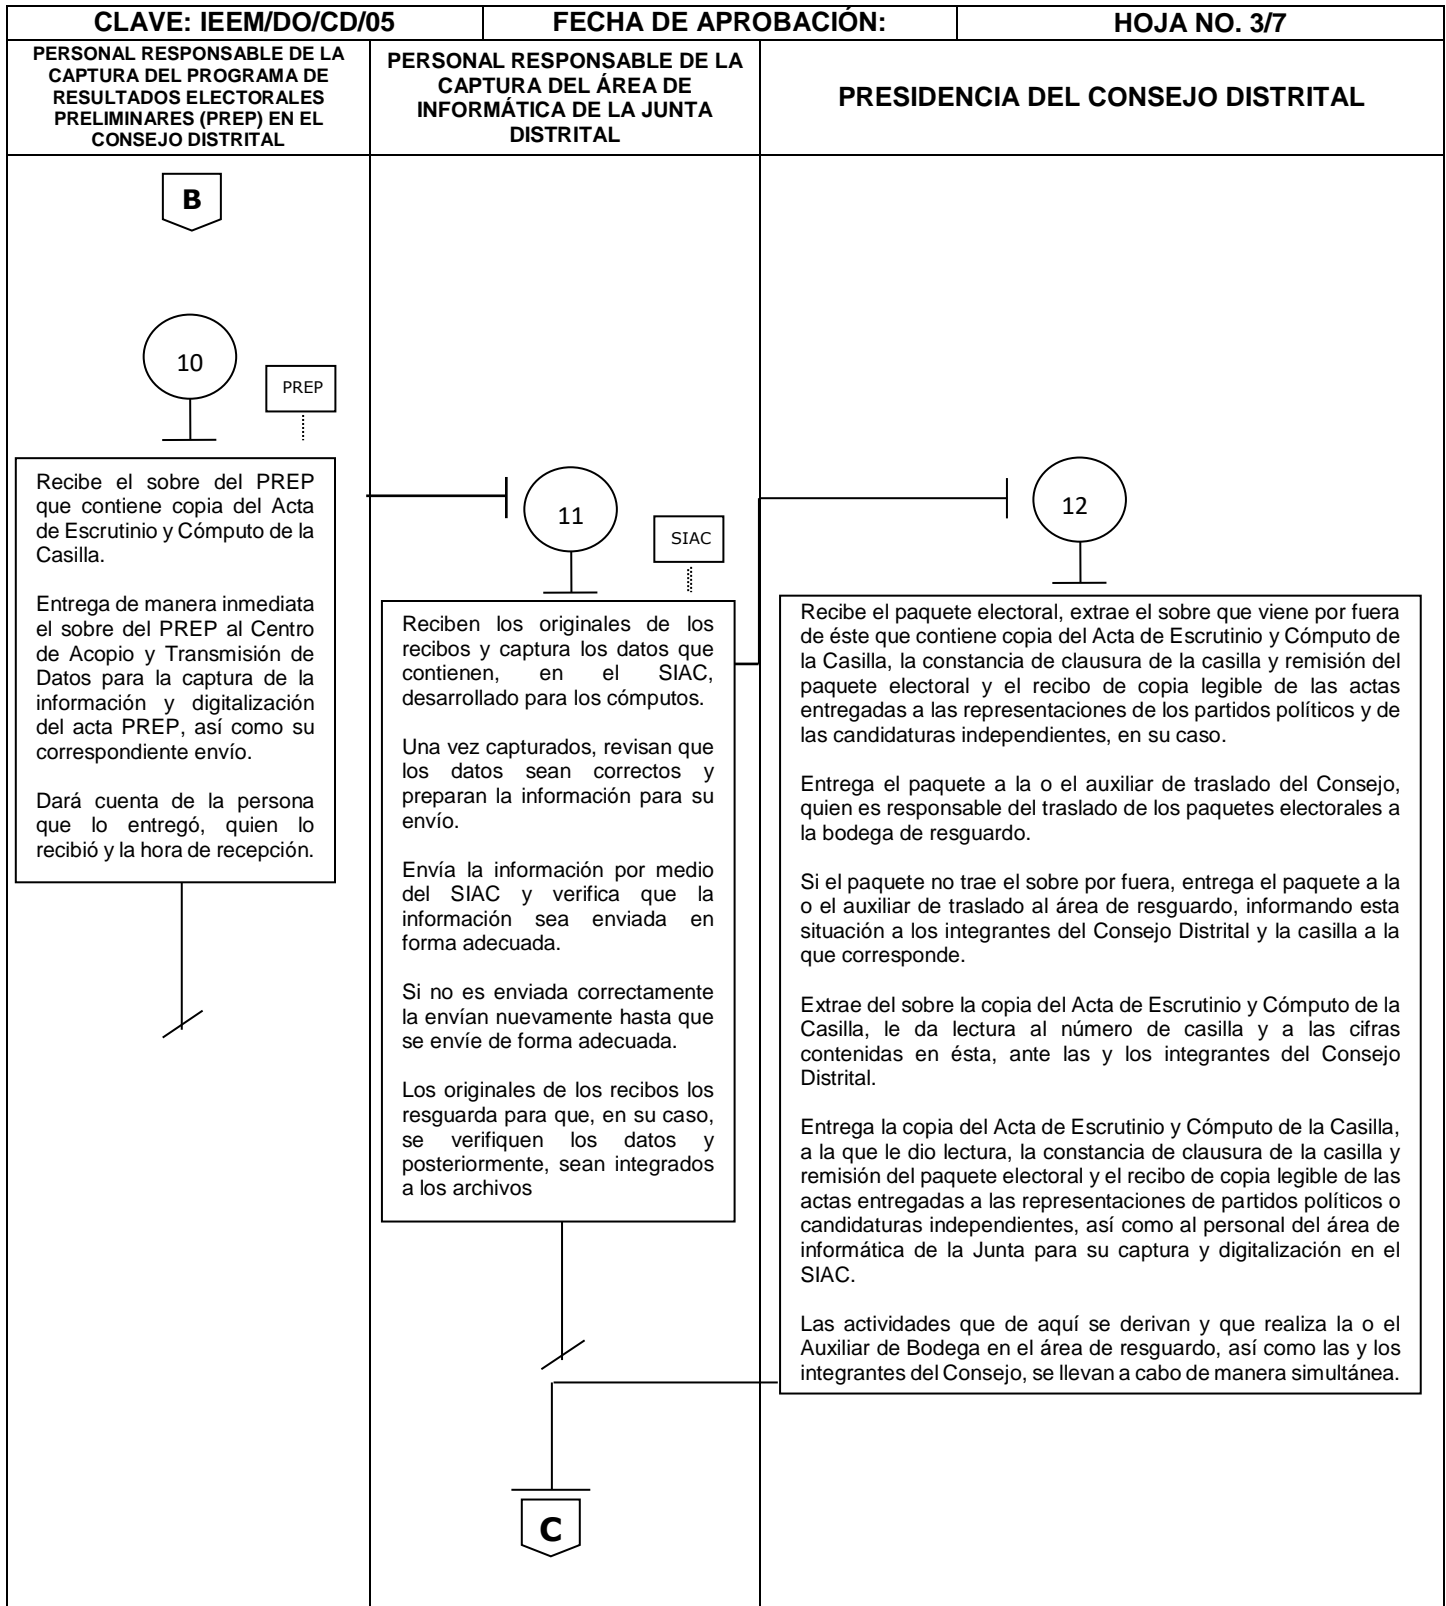 CLAVE: IEEM/DO/CD/05
FECHA DE APROBACIÓN:
HOJA NO. 3/7
PERSONAL RESPONSABLE DE LA
CAPTURA DEL PROGRAMA DE
RESULTADOS ELECTORALES
PRELIMINARES (PREP) EN EL
CONSEJO DISTRITAL
PERSONAL RESPONSABLE DE LA
CAPTURA DEL ÁREA DE
INFORMÁTICA DE LA JUNTA
DISTRITAL
PRESIDENCIA DEL CONSEJO DISTRITAL
B
10
PREP
Recibe el sobre del PREP
que contiene copia del Acta
de Escrutinio y Cómputo de la
Casilla.
Entrega de manera inmediata
el sobre del PREP al Centro
de Acopio y Transmisión de
Datos para la captura de la
información y digitalización
del acta PREP, así como su
correspondiente envío.
Dará cuenta de la persona
que lo entregó, quien lo
recibió y la hora de recepción.
11
SIAC
Reciben los originales de los
recibos y captura los datos que
contienen, en el SIAC,
desarrollado para los cómputos.
Una vez capturados, revisan que
los datos sean correctos y
preparan la información para su
envío.
Envía la información por medio
del SIAC y verifica que la
información sea enviada en
forma adecuada.
Si no es enviada correctamente
la envían nuevamente hasta que
se envíe de forma adecuada.
Los originales de los recibos los
resguarda para que, en su caso,
se verifiquen los datos y
posteriormente, sean integrados
a los archivos
12
Recibe el paquete electoral, extrae el sobre que viene por fuera
de éste que contiene copia del Acta de Escrutinio y Cómputo de
la Casilla, la constancia de clausura de la casilla y remisión del
paquete electoral y el recibo de copia legible de las actas
entregadas a las representaciones de los partidos políticos y de
las candidaturas independientes, en su caso.
Entrega el paquete a la o el auxiliar de traslado del Consejo,
quien es responsable del traslado de los paquetes electorales a
la bodega de resguardo.
Si el paquete no trae el sobre por fuera, entrega el paquete a la
o el auxiliar de traslado al área de resguardo, informando esta
situación a los integrantes del Consejo Distrital y la casilla a la
que corresponde.
Extrae del sobre la copia del Acta de Escrutinio y Cómputo de la
Casilla, le da lectura al número de casilla y a las cifras
contenidas en ésta, ante las y los integrantes del Consejo
Distrital.
Entrega la copia del Acta de Escrutinio y Cómputo de la Casilla,
a la que le dio lectura, la constancia de clausura de la casilla y
remisión del paquete electoral y el recibo de copia legible de las
actas entregadas a las representaciones de partidos políticos o
candidaturas independientes, así como al personal del área de
informática de la Junta para su captura y digitalización en el
SIAC.
Las actividades que de aquí se derivan y que realiza la o el
Auxiliar de Bodega en el área de resguardo, así como las y los
integrantes del Consejo, se llevan a cabo de manera simultánea.
C